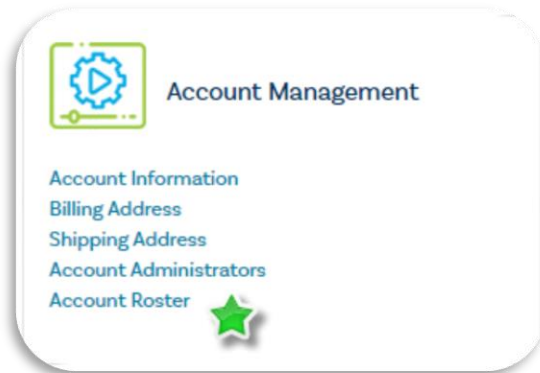 Account Management
Account Information
Billing Address
Shipping Address
Account Administrators
Account Roster